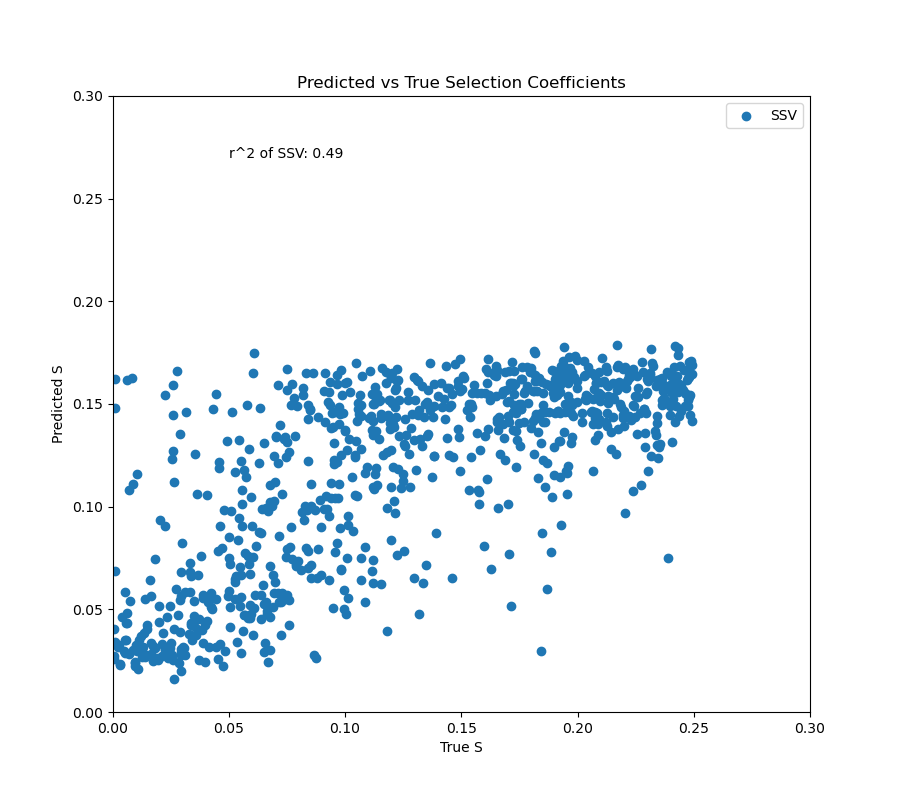 Predicted vs True Selection Coefficients
0.30
SSV
r^2 of SSV: 0.49
0.25
0.20
0.15
Predicted S
0.10
0.05
0.00
0.00 0.05 0.10 0.15 0.20 0.25 0.30
True S